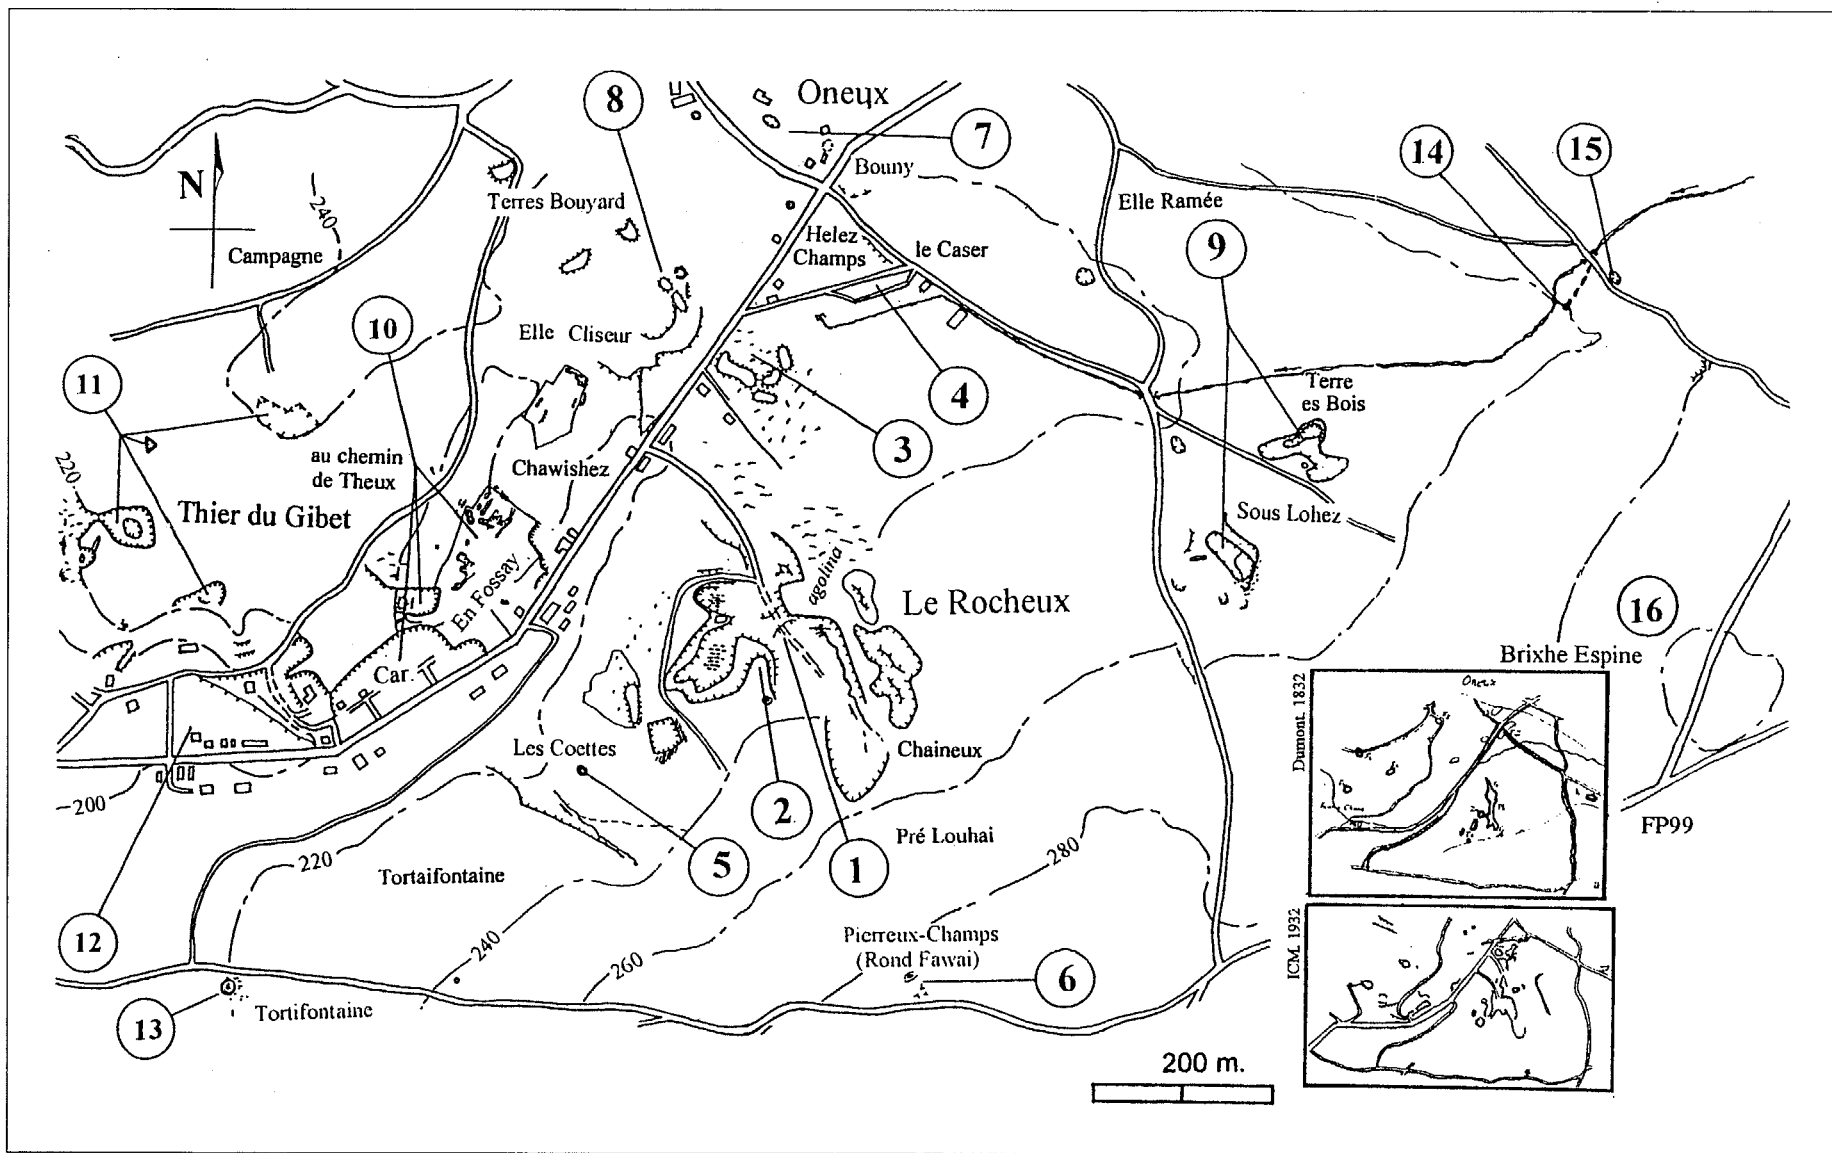 Oneux
8
7
14
15
Bouny
N
240
Terres Bouyard
Elle Ramée
Campagne
Helez
Champs
le Caser
9
10
Elle Cliseur
11
4
Terre
es Bois
3
au chemin
de Theux
Chawishez
220
Thier du Gibet
Sous Lohez
En Fossay
agolina
Le Rocheux
16
Brixhe Espine
Car.
Oneux
Dumont. 1832
Les Coettes
Chaineux
200
2
FP99
5
1
Pré Louhai
280
220
Tortaifontaine
12
240
260
Pierreux-Champs
(Rond Fawai)
6
ICM. 1932
13
Tortifontaine
200 m.